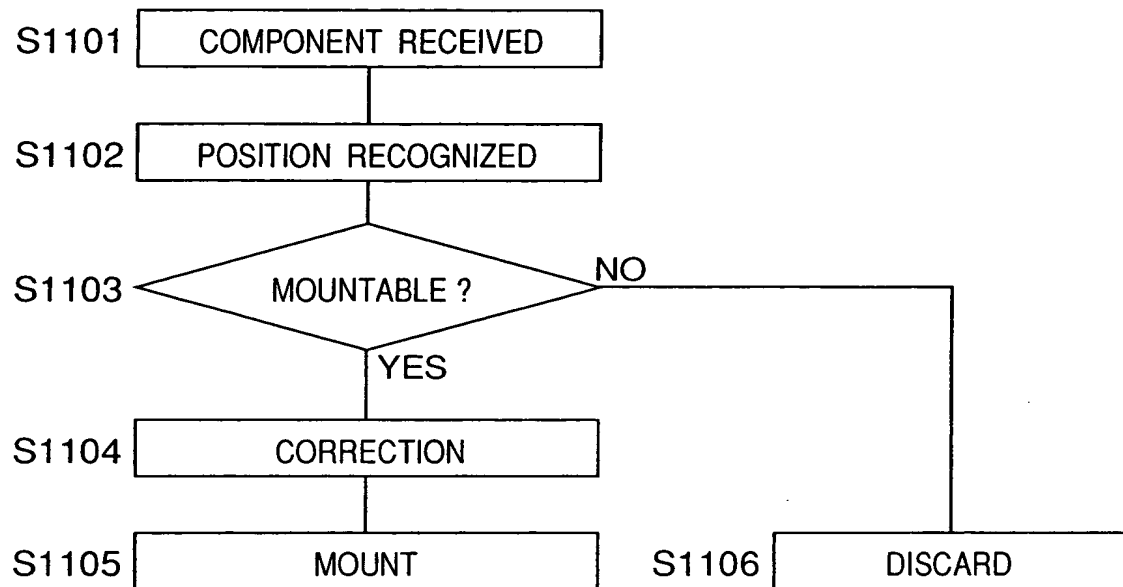 S1101 COMPONENT RECEIVED
S1102 POSITION RECOGNIZED
S1103 MOUNTABLE ? NO
YES
S1104 CORRECTION
S1105 MOUNT S1106 DISCARD